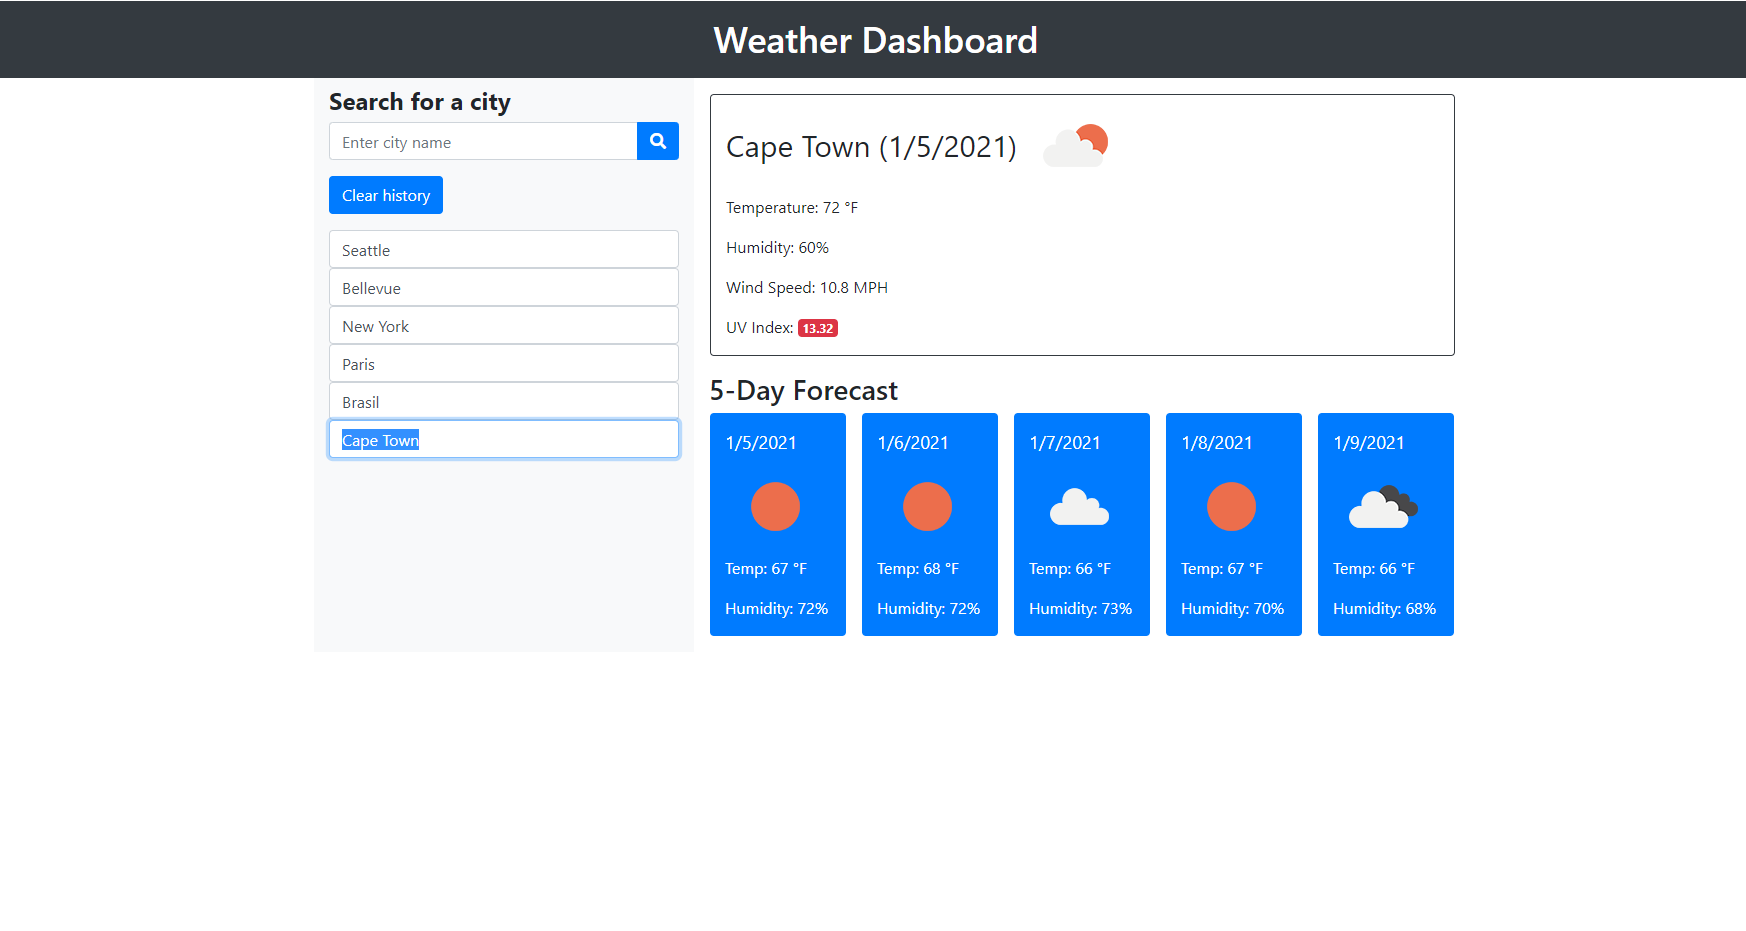 Weather Dashboard
Search for a city
Enter city name
Clear history
Seattle
Bellevue
New York
Paris
Brasil
Cape Town
Cape Town (1/5/2021)
Temperature: 72 °F
Humidity: 60%
Wind Speed: 10.8 MPH
UV Index: 13.32
5-Day Forecast
1/5/2021
Temp: 67 °F
Humidity: 72%
1/6/2021
Temp: 68 °F
Humidity: 72%
1/7/2021
Temp: 66 °F
Humidity: 73%
1/8/2021
Temp: 67 °F
Humidity: 70%
1/9/2021
Temp: 66 °F
Humidity: 68%